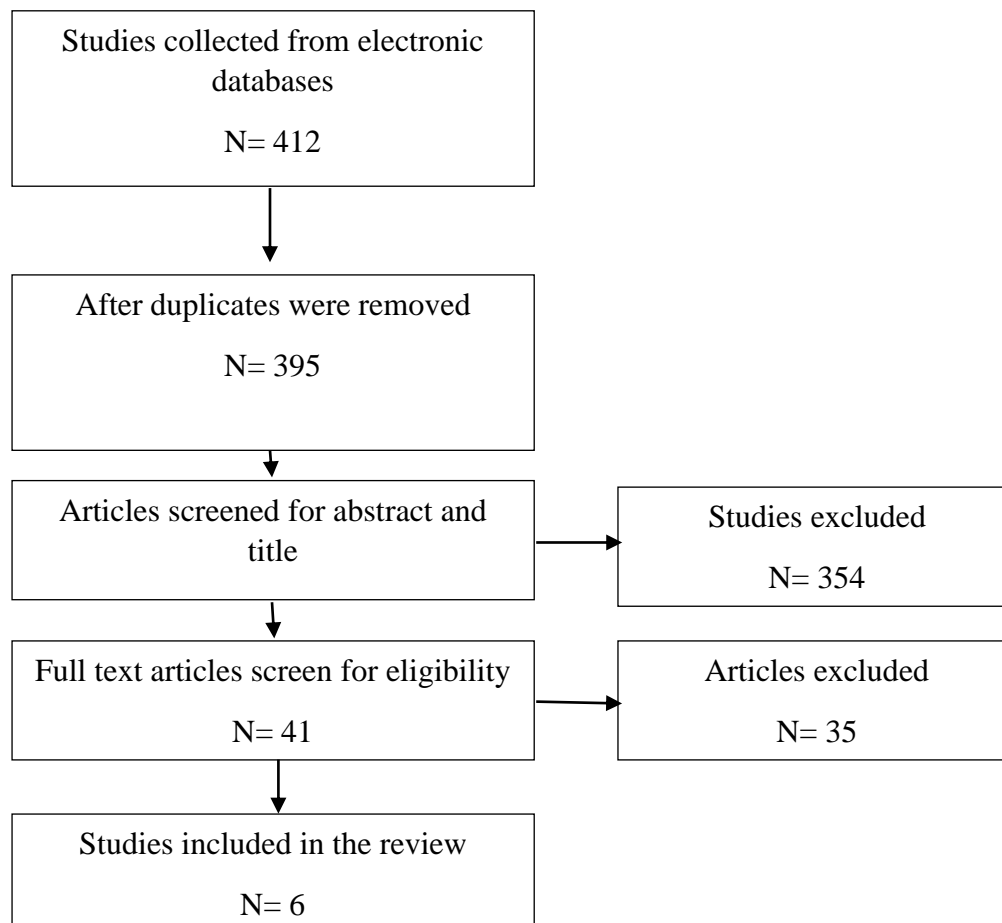 Studies collected from electronic
databases
N= 412
After duplicates were removed
N= 395
Articles screened for abstract and
title
Studies excluded
N= 354
Full text articles screen for eligibility
N= 41
Articles excluded
N= 35
Studies included in the review
N= 6